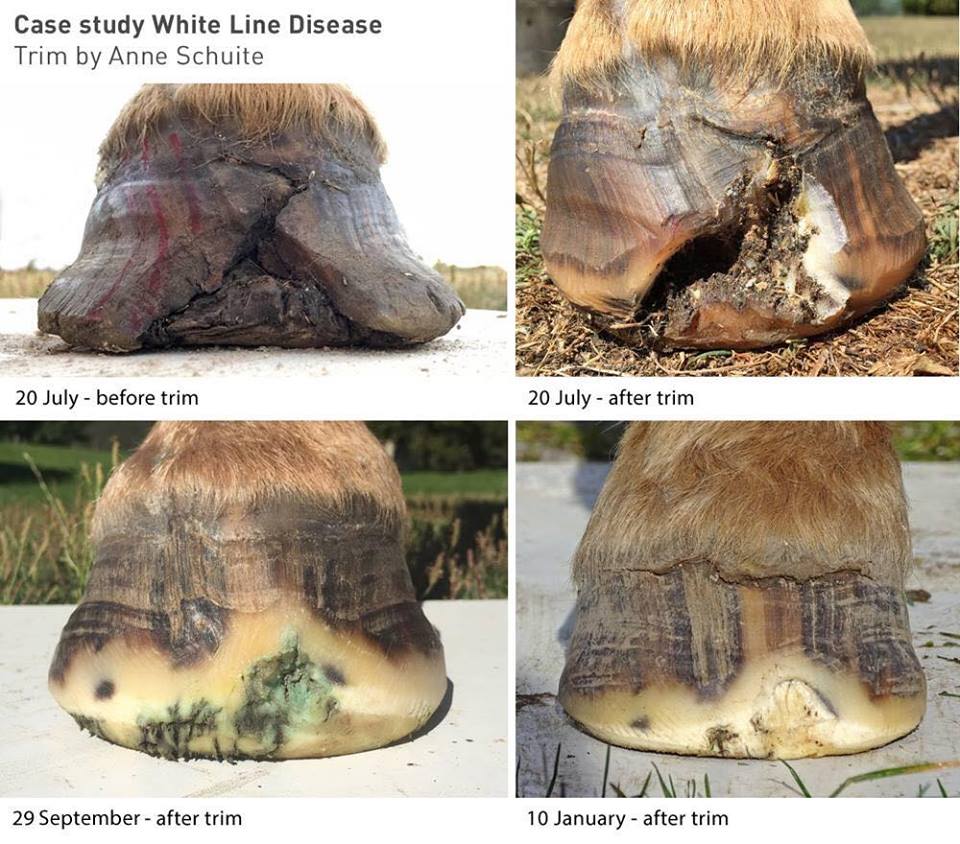 Case study White Line Disease
Trim by Anne Schuite
20 July - before trim
20 July - after trim
29 September - after trim
10 January - after trim